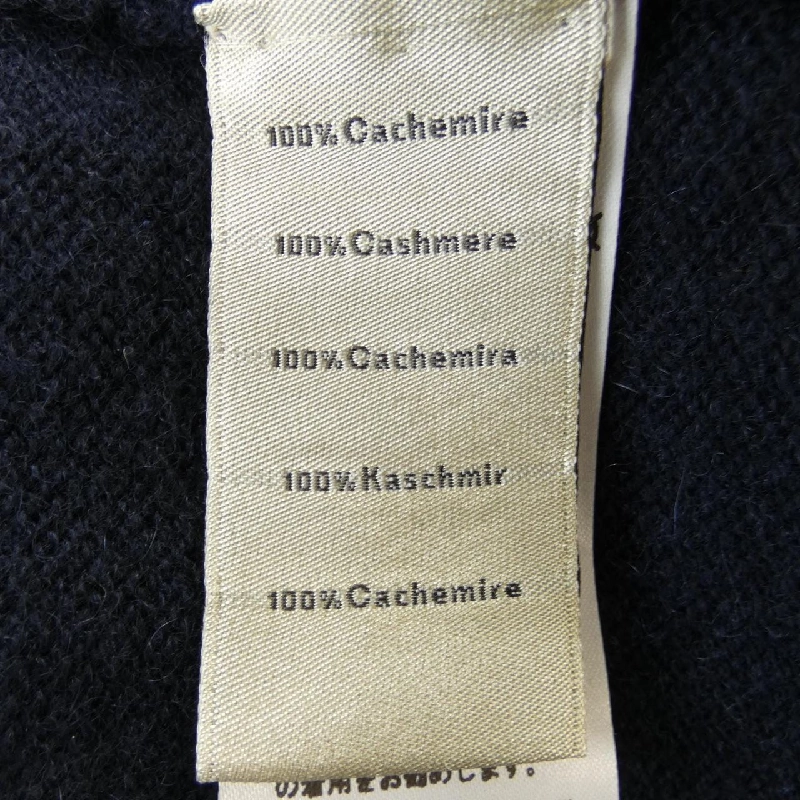 100% Cachemire
100% Cashmere
100% Cachemira
100% Kaschmir
100% Cachemire
の着用をお勧めします。